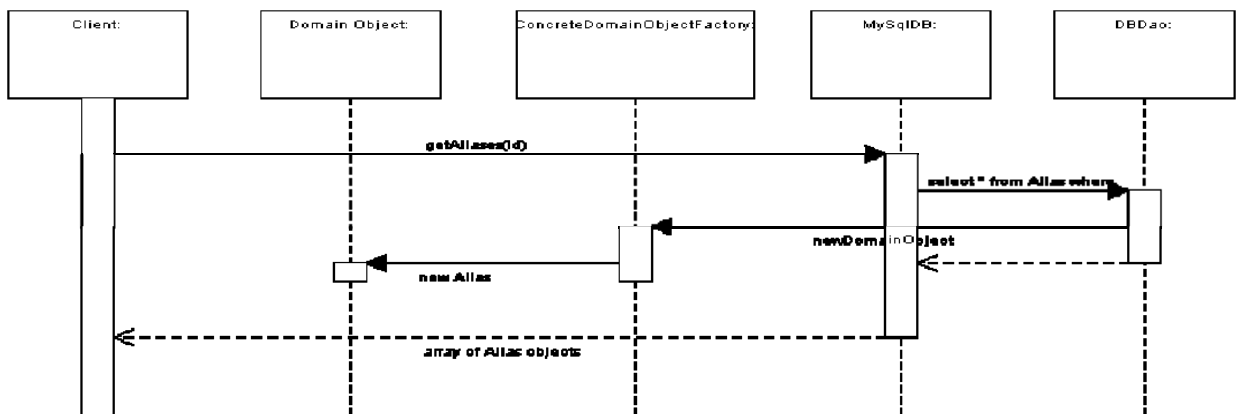 Client:
Domain Object:
ConcreteDomainObjectFactory:
MySqlDB:
DBDao:
getAliases(id)
select * from Alias where
newDomainObject
new Alias
array of Alias objects